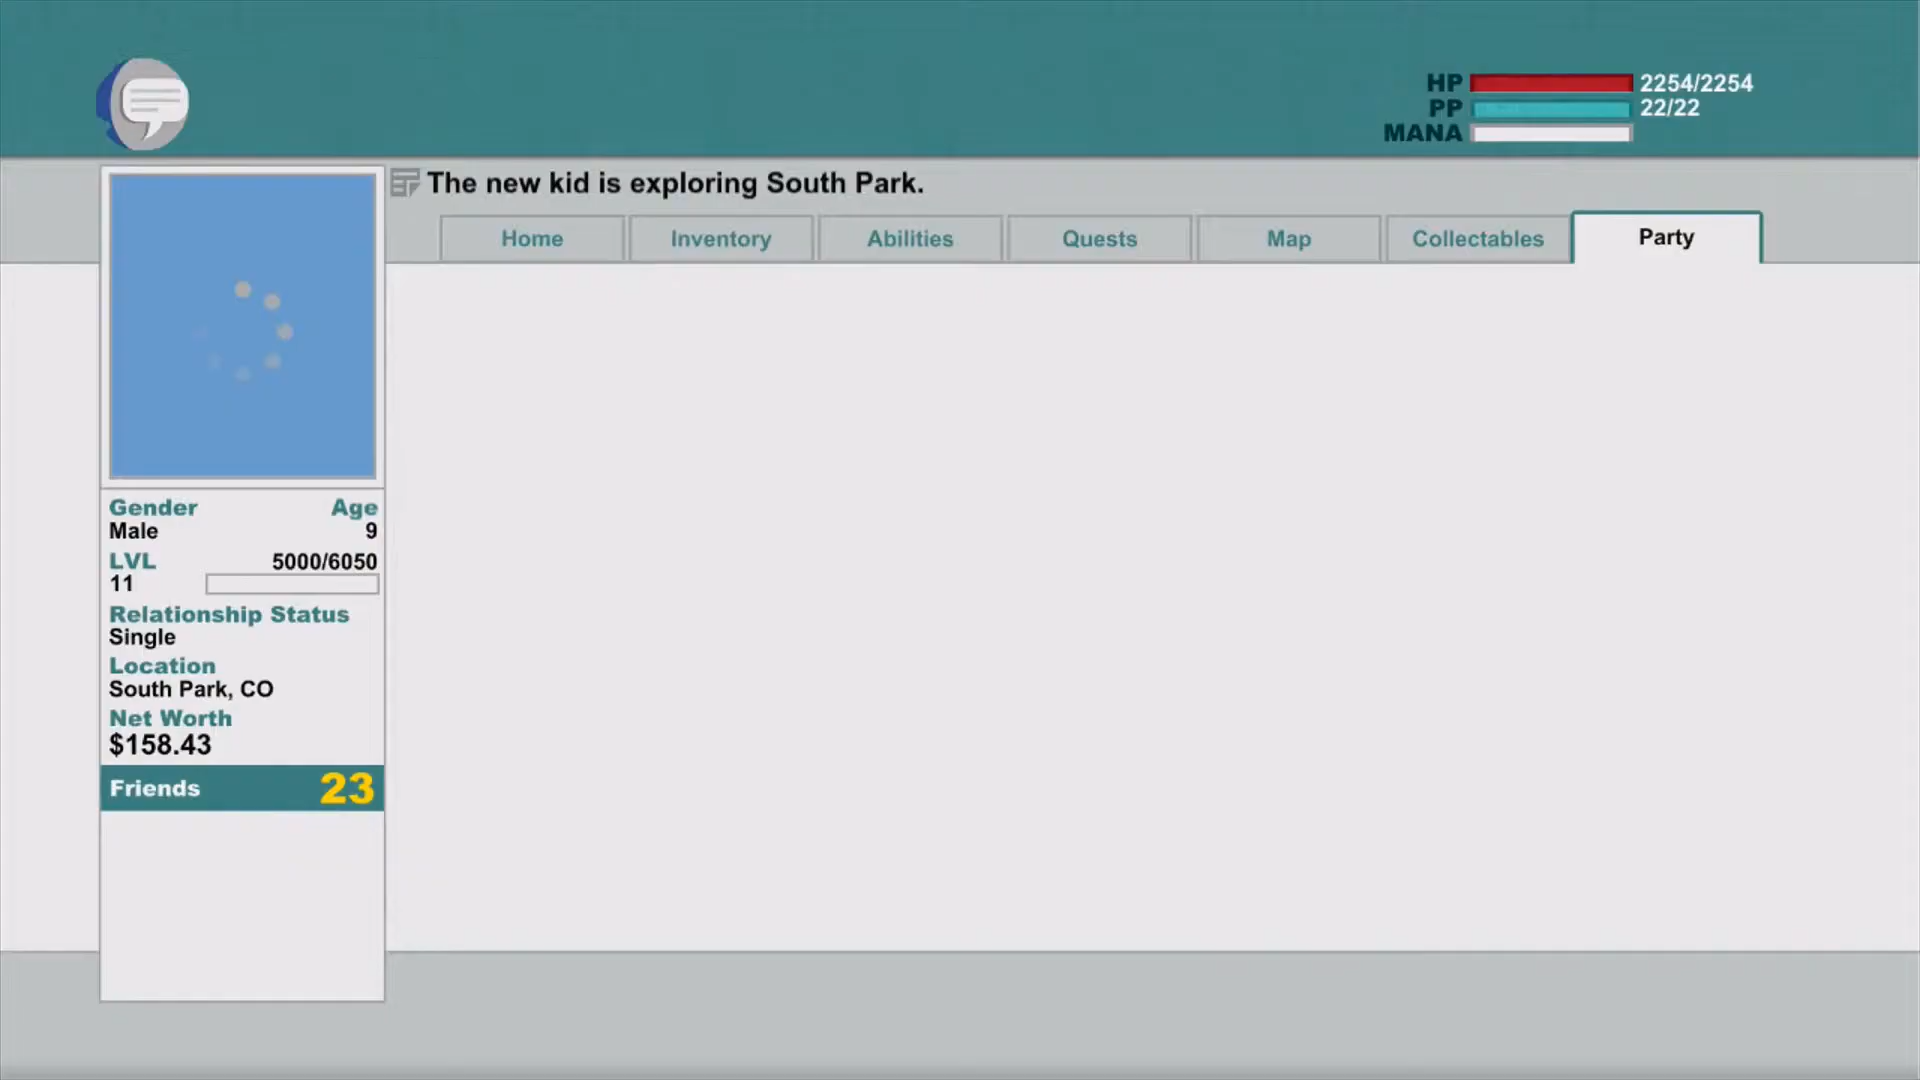 HP 2254/2254
PP 22/22
MANA
The new kid is exploring South Park.
Home Inventory Abilities Quests Map Collectables Party
Gender Age
Male 9
LVL 5000/6050
11
Relationship Status
Single
Location
South Park, CO
Net Worth
$158.43
Friends 23